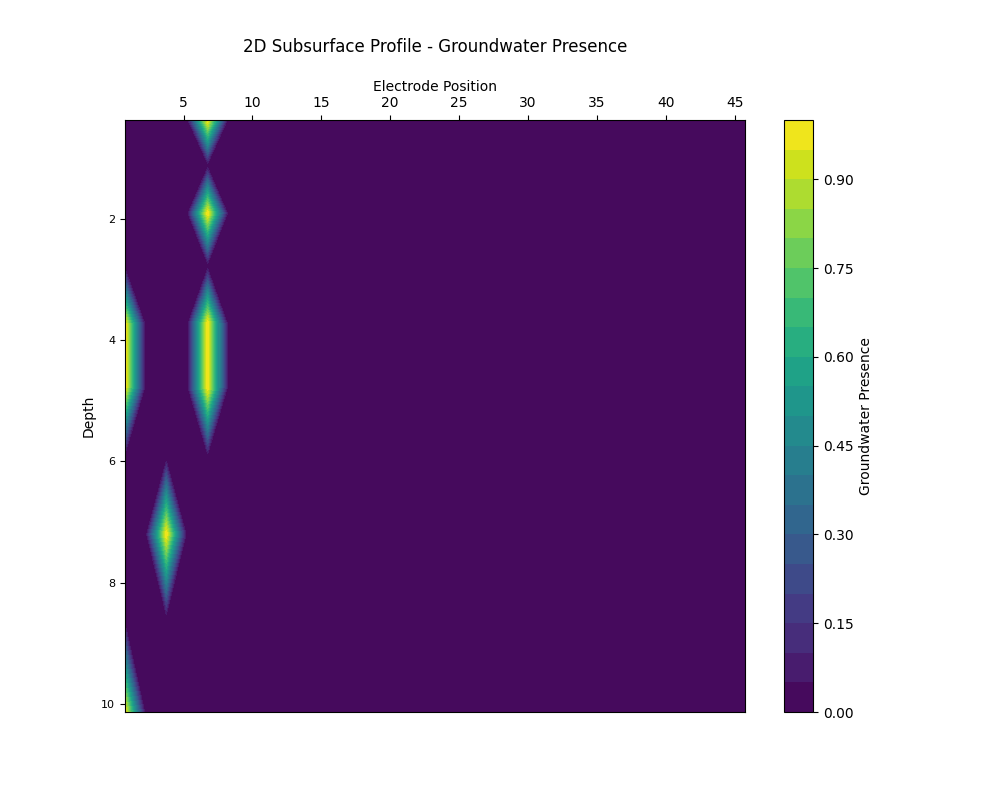 2D Subsurface Profile - Groundwater Presence
Electrode Position
5 10 15 20 25 30 35 40 45
Depth
2
4
6
8
10
0.90
0.75
0.60
0.45
0.30
0.15
0.00
Groundwater Presence